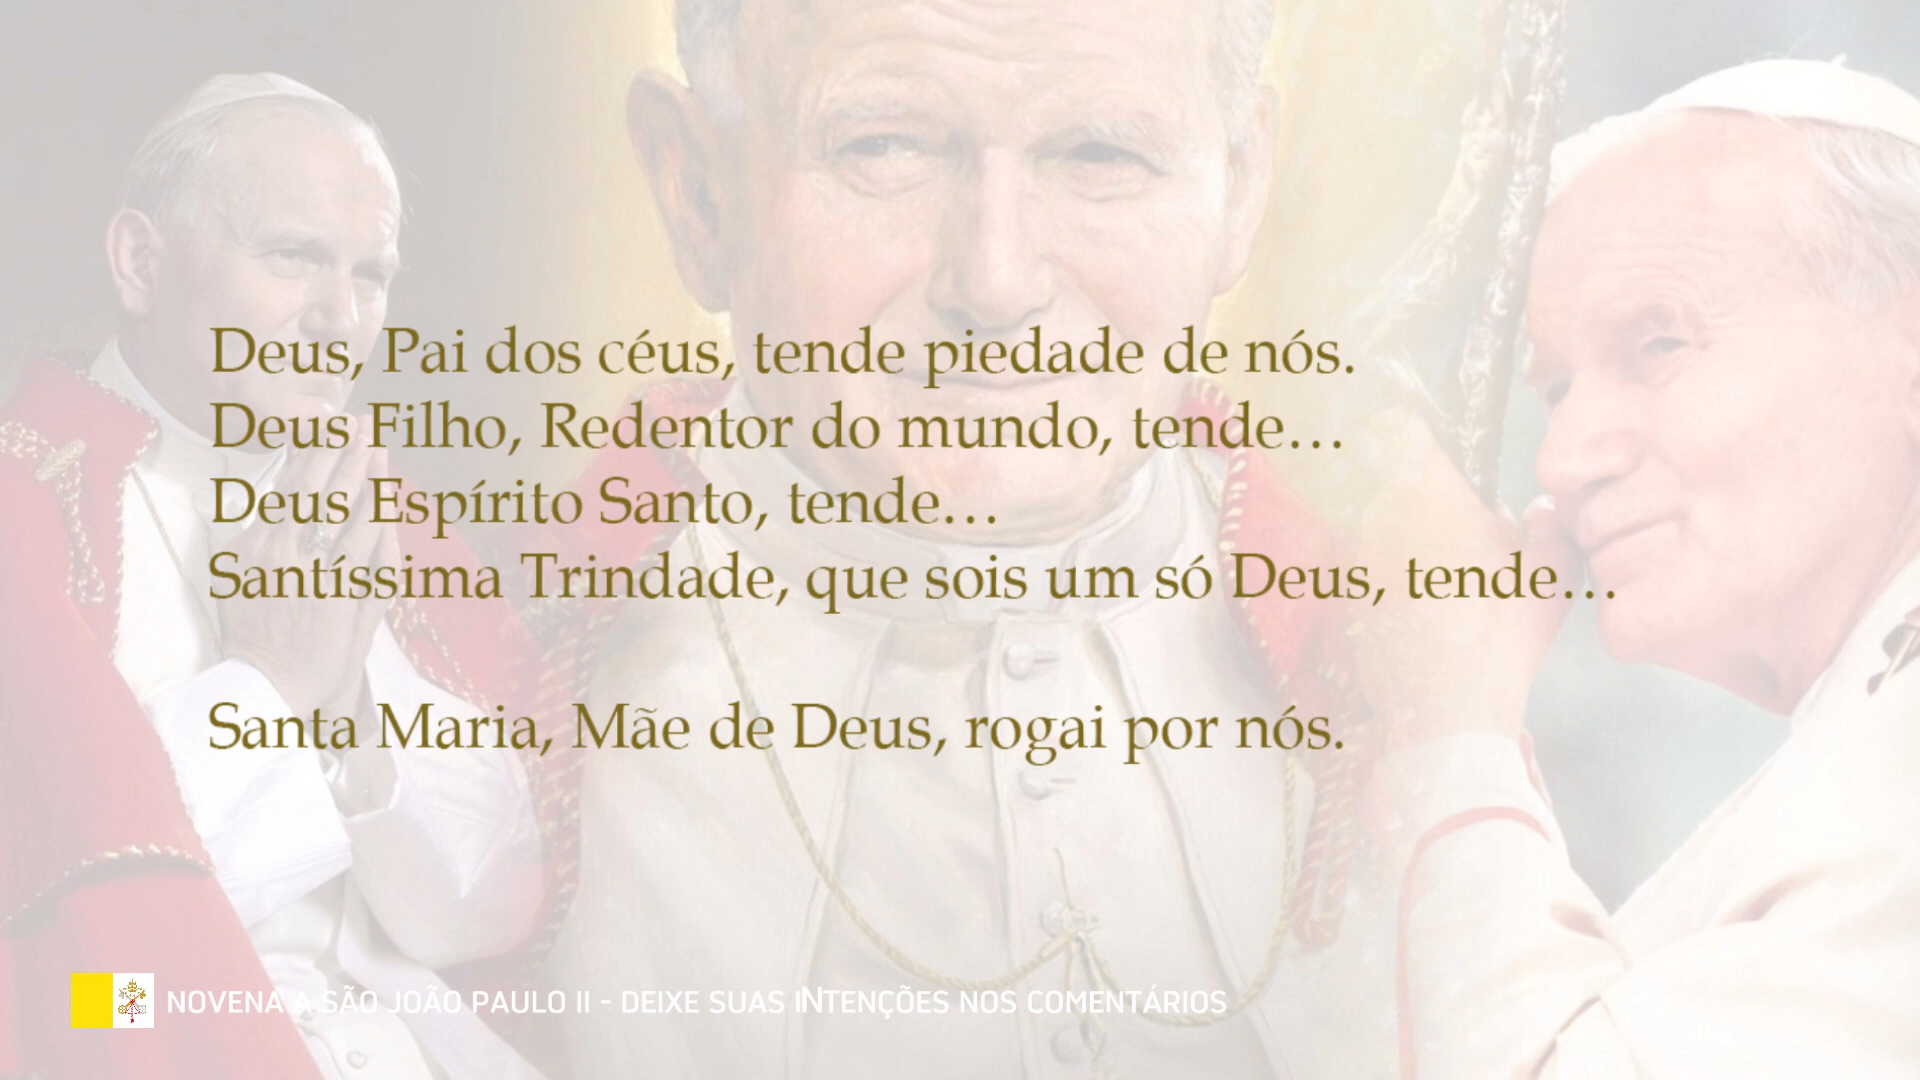 Deus, Pai dos céus, tende piedade de nós.
Deus Filho, Redentor do mundo, tende…
Deus Espírito Santo, tende…
Santíssima Trindade, que sois um só Deus, tende…
Santa Maria, Mãe de Deus, rogai por nós.
NOVENA A SÃO JOÃO PAULO II - DEIXE SUAS INTENÇÕES NOS COMENTÁRIOS